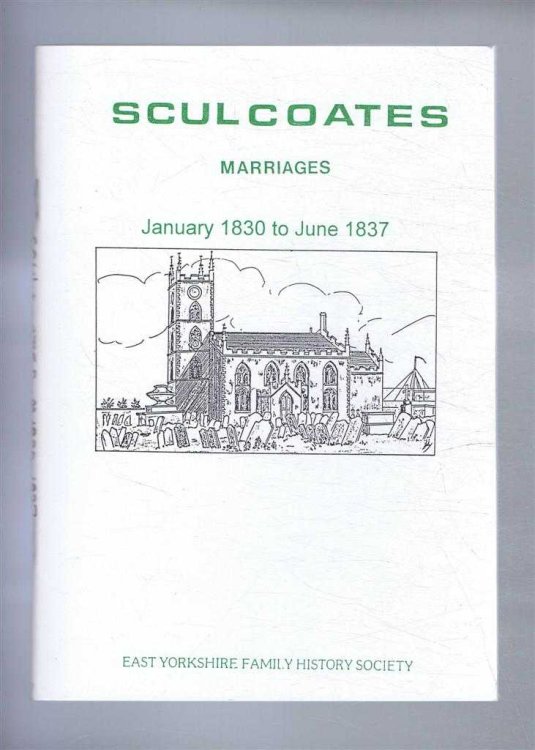 SCULCOATES
MARRIAGES
January 1830 to June 1837
EAST YORKSHIRE FAMILY HISTORY SOCIETY